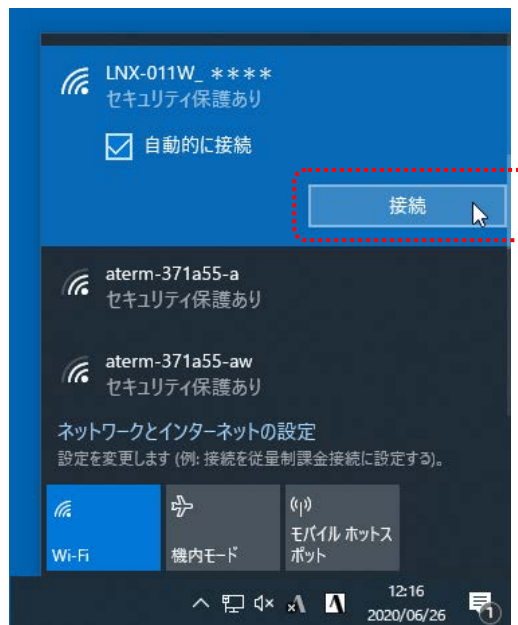 LNX-011W_ ＊＊＊＊
セキュリティ保護あり
自動的に接続
接続
aterm-371a55-a
セキュリティ保護あり
aterm-371a55-aw
セキュリティ保護あり
ネットワークとインターネットの設定
設定を変更します (例: 接続を従量制課金接続に設定する)。
Wi-Fi
機内モード
モバイル ホットス
ポット
A
A
12:16
2020/06/26
1